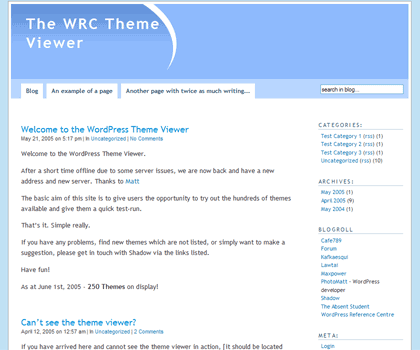 The WRC Theme
Viewer
Blog
An example of a page
Another page with twice as much writing...
search in blog...
Welcome to the WordPress Theme Viewer
May 21, 2005 on 5:17 pm | In Uncategorized | No Comments
Welcome to the WordPress Theme Viewer.
After a short time offline due to some server issues, we are now back and have a new
address and new server. Thanks to Matt
The basic aim of this site is to give users the opportunity to try out the hundreds of themes
available and give them a quick test-run.
That's it. Simple really.
If you have any problems, find new themes which are not listed, or simply want to make a
suggestion, please get in touch with Shadow via the links listed.
Have fun!
As at June 1st, 2005 - 250 Themes on display!
Can't see the theme viewer?
April 12, 2005 on 12:57 am | In Uncategorized | 2 Comments
If you have arrived here and cannot see the theme viewer in action, [It should be located
CATEGORIES:
Test Category 1 (rss) (1)
Test Category 2 (rss) (1)
Test Category 3 (rss) (1)
Uncategorized (rss) (10)
ARCHIVES:
May 2005 (1)
April 2005 (9)
May 2004 (1)
BLOGROLL
Cafe789
Forum
Kafkaesqui
Lawtai
Maxpower
PhotoMatt - WordPress
developer
Shadow
The Absent Student
WordPress Reference Centre
META:
Login